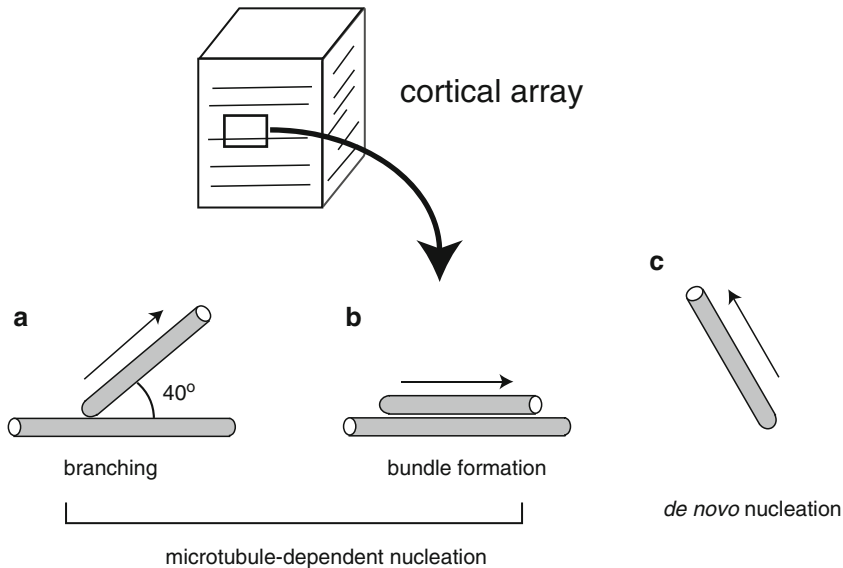 cortical array
c
a
b
40°
branching
bundle formation
de novo nucleation
microtubule-dependent nucleation